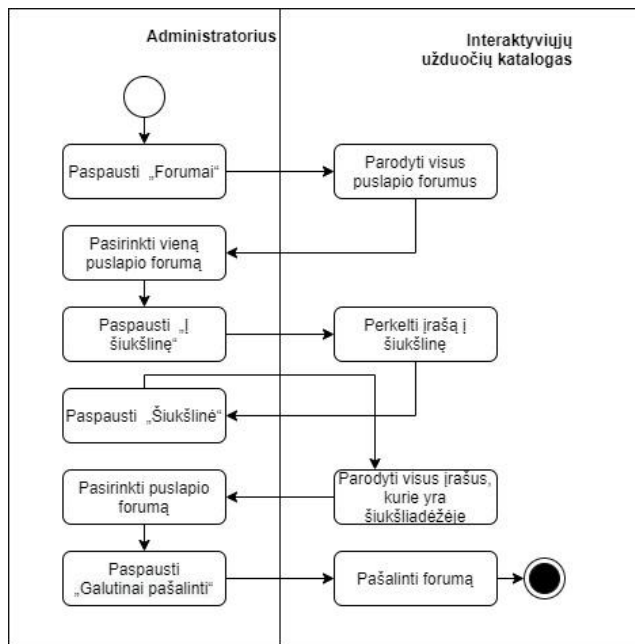 Administratorius
Interaktyviųjų
užduočių katalogas
Paspausti „Forumai“
Parodyti visus
puslapio forumus
Pasirinkti vieną
puslapio forumą
Paspausti „Į
šiukšlinę“
Perkelti įrašą į
šiukšlinę
Paspausti „Šiukšlinė“
Parodyti visus įrašus,
kurie yra
šiukšliadėžėje
Pasirinkti puslapio
forumą
Paspausti
„Galutinai pašalinti“
Pašalinti forumą